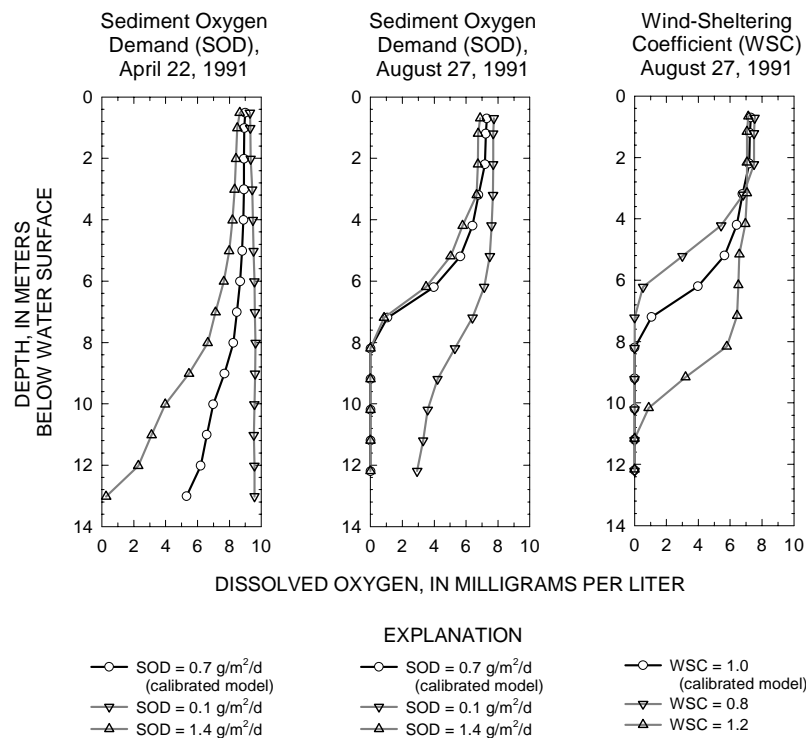 Sediment Oxygen
Demand (SOD),
April 22, 1991
Sediment Oxygen
Demand (SOD),
August 27, 1991
Wind-Sheltering
Coefficient (WSC)
August 27, 1991
DEPTH, IN METERS
BELOW WATER SURFACE
0
2
4
6
8
10
12
14
0 2 4 6 8 10
0
2
4
6
8
10
12
14
0 2 4 6 8 10
0
2
4
6
8
10
12
14
0 2 4 6 8 10
DISSOLVED OXYGEN, IN MILLIGRAMS PER LITER
EXPLANATION
SOD = 0.7 g/m²/d
(calibrated model)
SOD = 0.1 g/m²/d
SOD = 1.4 g/m²/d
SOD = 0.7 g/m²/d
(calibrated model)
SOD = 0.1 g/m²/d
SOD = 1.4 g/m²/d
WSC = 1.0
(calibrated model)
WSC = 0.8
WSC = 1.2